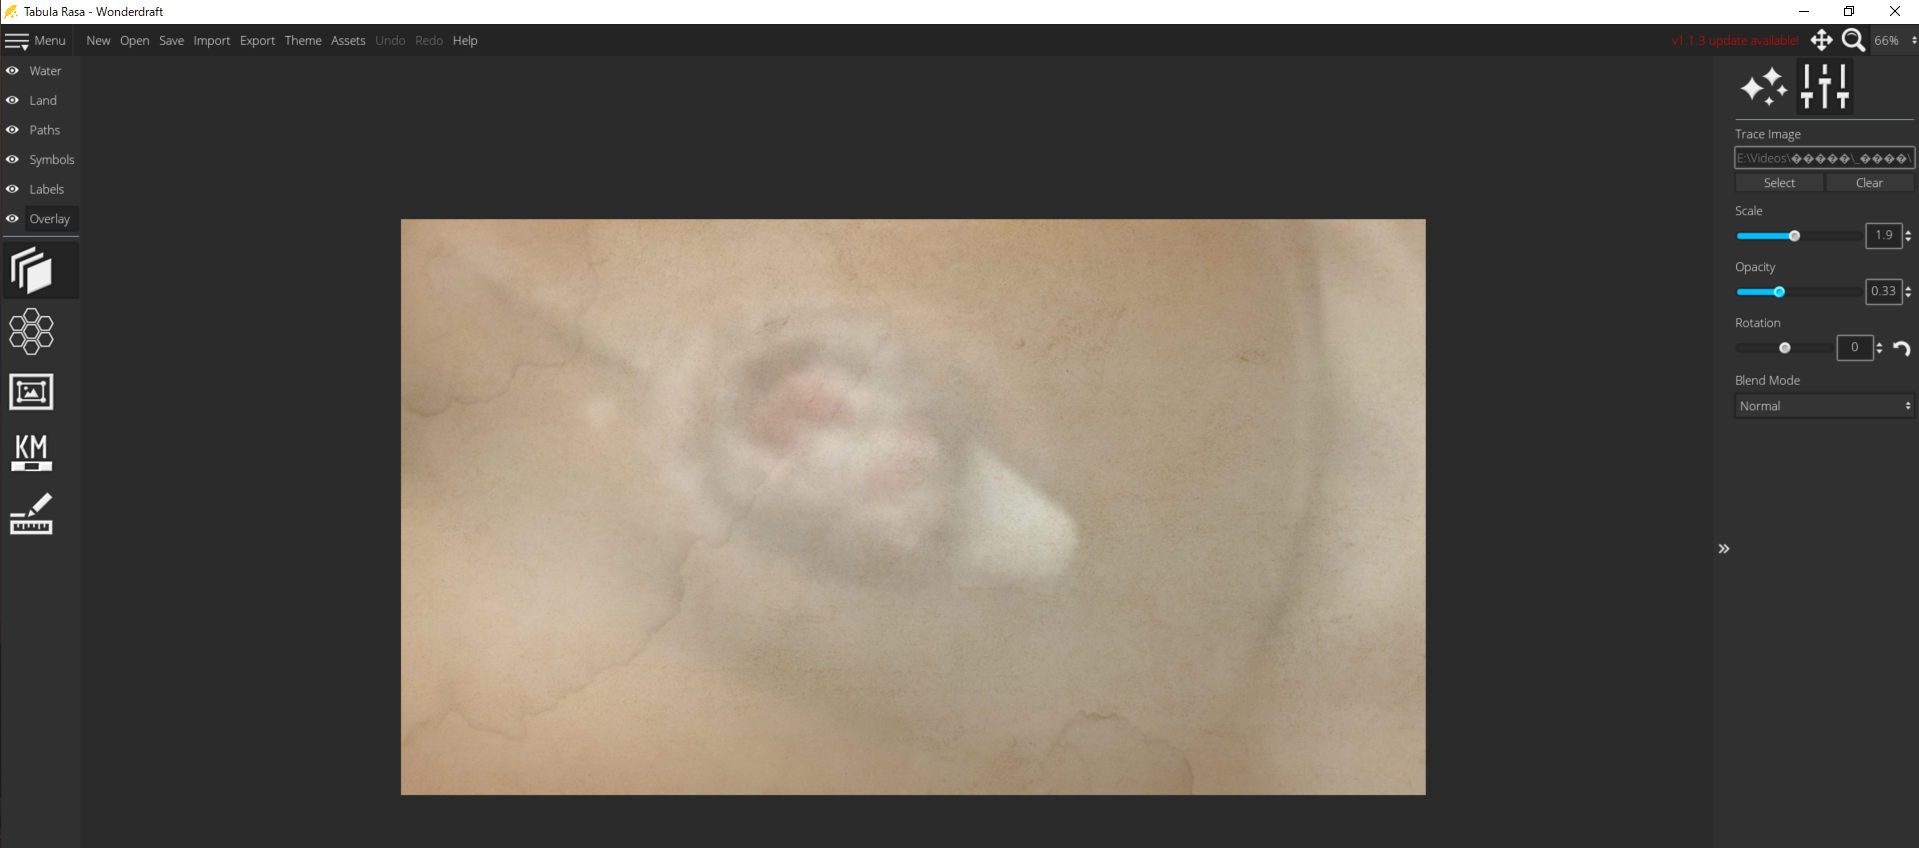 Tabula Rasa - Wonderdraft
Menu New Open Save Import Export Theme Assets Undo Redo Help v1.1.3 update available! 66%
Water
Land
Paths
Symbols
Labels
Overlay
KM
Trace Image
E:\Videos\�����\_����\
Select Clear
Scale
1.9
Opacity
0.33
Rotation
0
Blend Mode
Normal